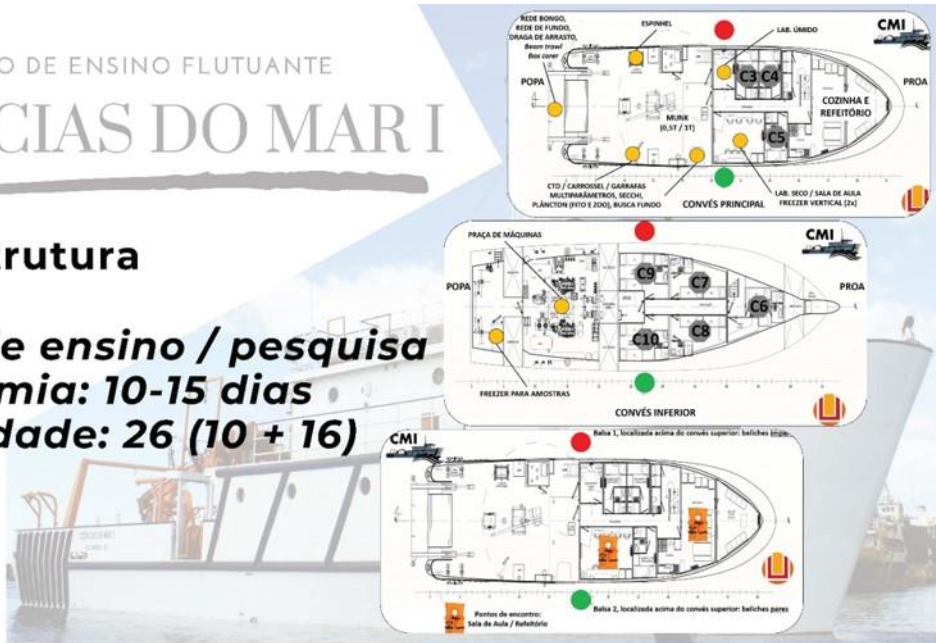 O DE ENSINO FLUTUANTE
CIAS DO MAR I
rutura
e ensino / pesquisa
mia: 10-15 dias
dade: 26 (10 + 16)
REDE BONGO,
REDE DE FUNDO,
DRAGA DE ARRASTO,
Beam trawl
Box corer
ESPINHEL
LAB. ÚMIDO
CMI
POPA
C3 C4
PROA
COZINHA E
REFEITÓRIO
MUNK
(0,5T / 1T)
C5
CTD / CARROSSEL / GARRAFAS
MULTIPARÂMETROS, SECCHI,
PLÂNCTON (FITO E ZOO), BUSCA FUNDO
CONVÉS PRINCIPAL
LAB. SECO / SALA DE AULA
FREEZER VERTICAL (2x)
PRAÇA DE MÁQUINAS
CMI
POPA
C9
C7
C6
PROA
C10
C8
FREEZER PARA AMOSTRAS
CONVÉS INFERIOR
CMI
Balsa 1, localizada acima do convés superior: beliches ímpa
Balsa 2, localizada acima do convés superior: beliches pares
Pontos de encontro:
Sala de Aula / Refeitório